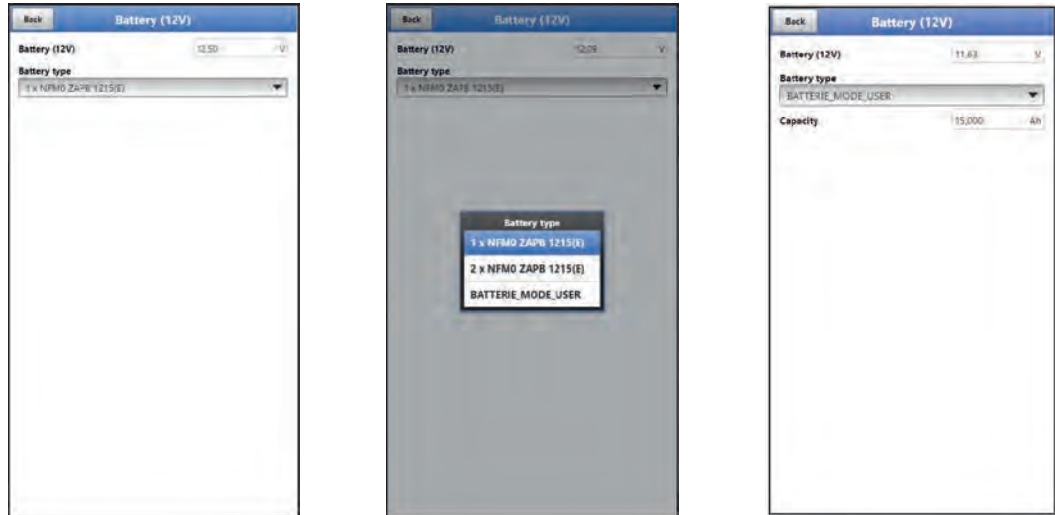 Back Battery (12V)
Battery (12V) 12.50 V
Battery type
1 x NFM0 ZAPB 1215(E)
Back Battery (12V)
Battery (12V) 12.09 V
Battery type
1 x NFM0 ZAPB 1215(E)
Battery type
1 x NFM0 ZAPB 1215(E)
2 x NFM0 ZAPB 1215(E)
BATTERIE_MODE_USER
Back Battery (12V)
Battery (12V) 11.63 V
Battery type
BATTERIE_MODE_USER
Capacity 15,000 Ah